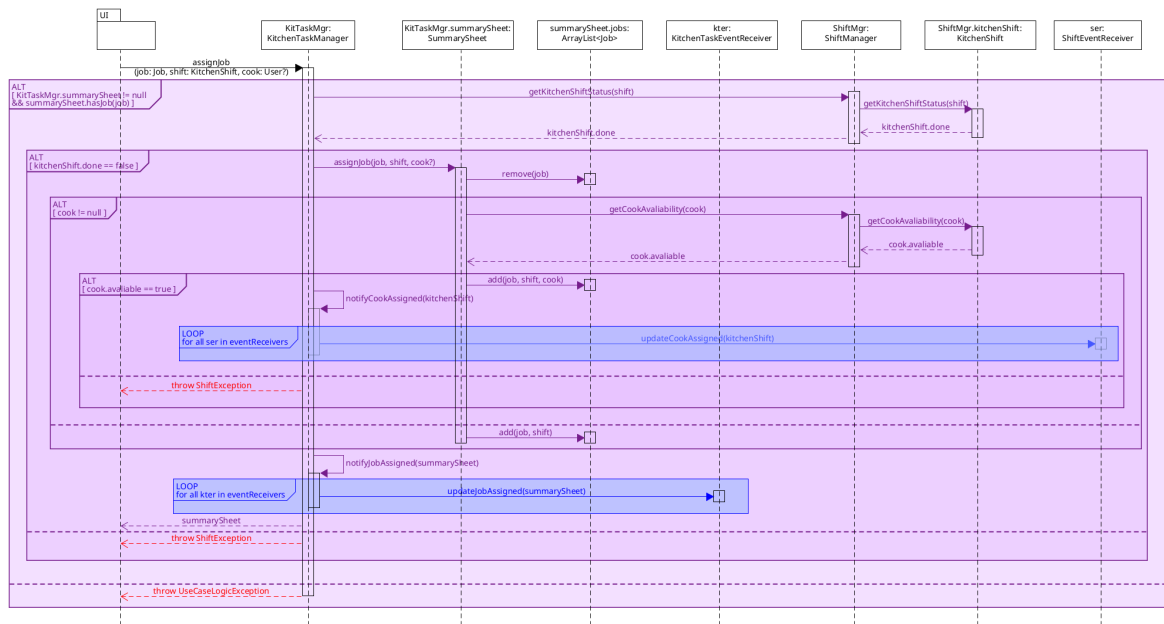 UI
KitTaskMgr:
KitchenTaskManager
KitTaskMgr.summarySheet:
SummarySheet
summarySheet.jobs:
ArrayList<Job>
kter:
KitchenTaskEventReceiver
ShiftMgr:
ShiftManager
ShiftMgr.kitchenShift:
KitchenShift
ser:
ShiftEventReceiver
assignJob
(job: Job, shift: KitchenShift, cook: User?)
ALT
[ KitTaskMgr.summarySheet != null
&& summarySheet.hasJob(job) ]
getKitchenShiftStatus(shift)
getKitchenShiftStatus(shift)
kitchenShift.done
kitchenShift.done
ALT
[ kitchenShift.done == false ]
assignJob(job, shift, cook?)
remove(job)
ALT
[ cook != null ]
getCookAvaliability(cook)
getCookAvaliability(cook)
cook.avaliable
cook.avaliable
ALT
[ cook.avaliable == true ]
add(job, shift, cook)
notifyCookAssigned(kitchenShift)
LOOP
for all ser in eventReceivers
updateCookAssigned(kitchenShift)
throw ShiftException
add(job, shift)
notifyJobAssigned(summarySheet)
LOOP
for all kter in eventReceivers
updateJobAssigned(summarySheet)
summarySheet
throw ShiftException
throw UseCaseLogicException